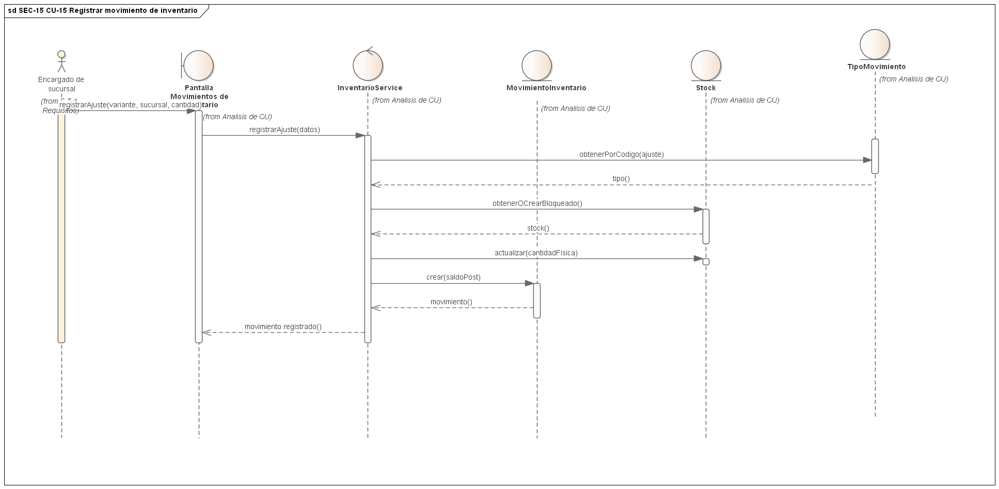 sd SEC-15 CU-15 Registrar movimiento de inventario
Encargado de
sucursal
(from
Requisitos)
Pantalla
Movimientos de
tario
(from Analisis de CU)
InventarioService
(from Analisis de CU)
MovimientoInventario
(from Analisis de CU)
Stock
(from Analisis de CU)
TipoMovimiento
(from Analisis de CU)
registrarAjuste(variante, sucursal, cantidad)
registrarAjuste(datos)
obtenerPorCodigo(ajuste)
tipo()
obtenerOCrearBloqueado()
stock()
actualizar(cantidadFisica)
crear(saldoPost)
movimiento()
movimiento registrado()